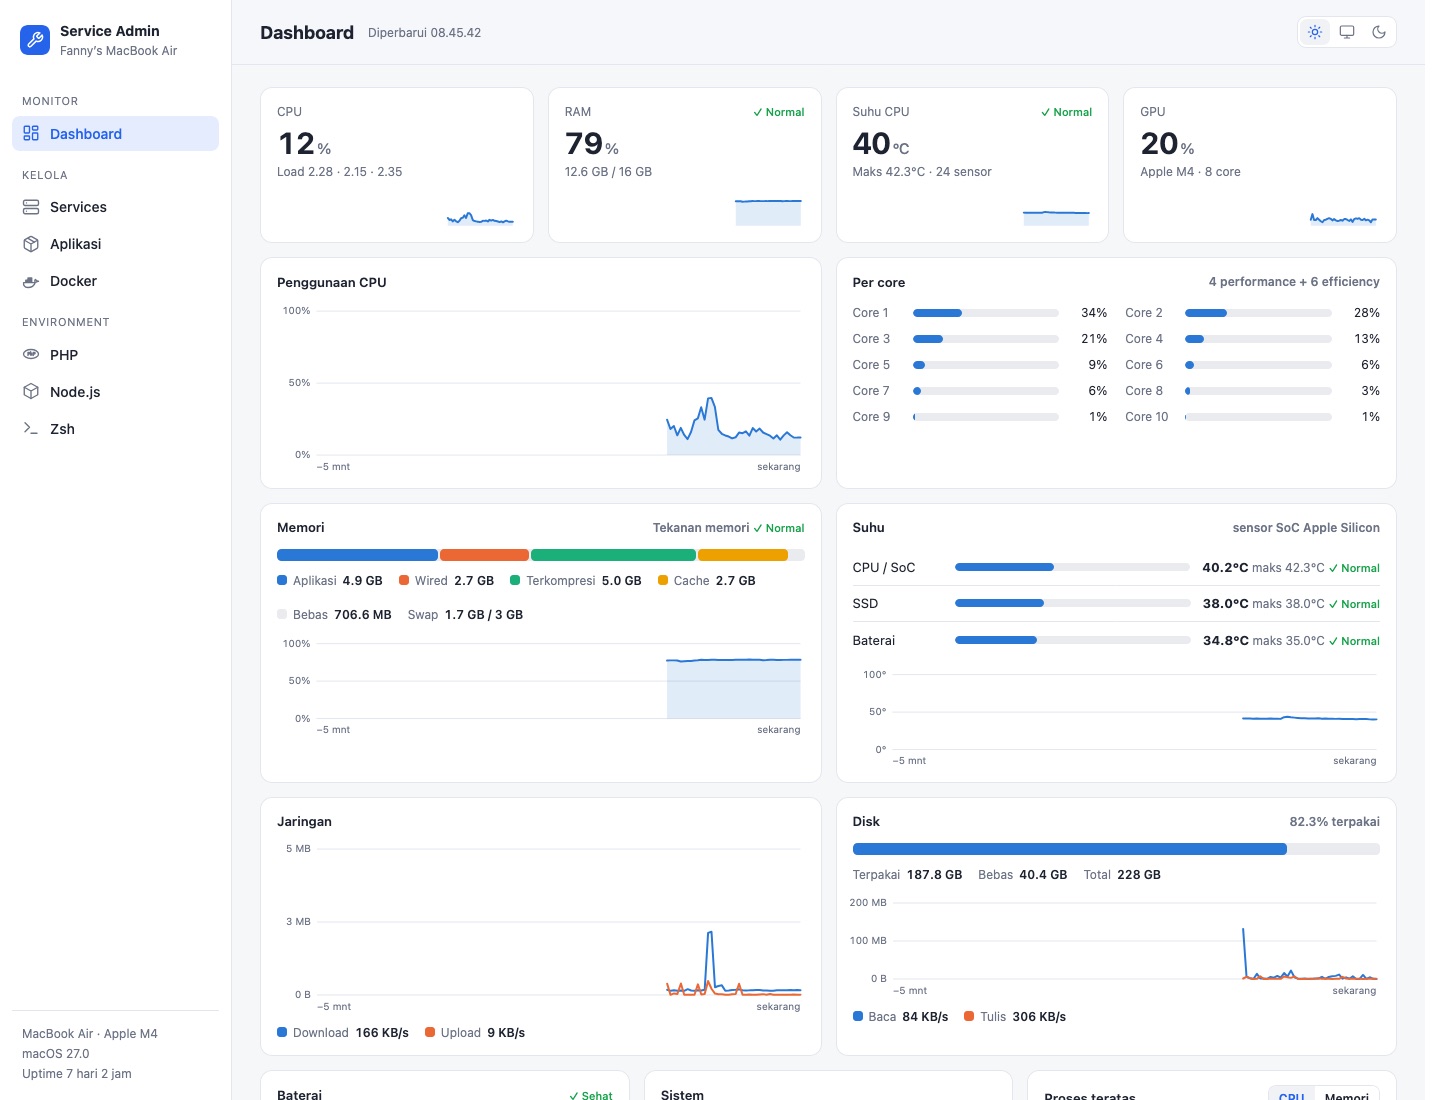 Service Admin
Fanny's MacBook Air
MONITOR
Dashboard
KELOLA
Services
Aplikasi
Docker
ENVIRONMENT
PHP
Node.js
Zsh
MacBook Air · Apple M4
macOS 27.0
Uptime 7 hari 2 jam
Dashboard Diperbarui 08.45.42
CPU
12%
Load 2.28 · 2.15 · 2.35
RAM ✓ Normal
79%
12.6 GB / 16 GB
Suhu CPU ✓ Normal
40°C
Maks 42.3°C · 24 sensor
GPU
20%
Apple M4 · 8 core
Penggunaan CPU
100%
50%
0%
−5 mnt sekarang
Per core 4 performance + 6 efficiency
Core 1 34% Core 2 28%
Core 3 21% Core 4 13%
Core 5 9% Core 6 6%
Core 7 6% Core 8 3%
Core 9 1% Core 10 1%
Memori Tekanan memori ✓ Normal
Aplikasi 4.9 GB Wired 2.7 GB Terkompresi 5.0 GB Cache 2.7 GB
Bebas 706.6 MB Swap 1.7 GB / 3 GB
100%
50%
0%
−5 mnt sekarang
Suhu sensor SoC Apple Silicon
CPU / SoC 40.2°C maks 42.3°C ✓ Normal
SSD 38.0°C maks 38.0°C ✓ Normal
Baterai 34.8°C maks 35.0°C ✓ Normal
100°
50°
0°
−5 mnt sekarang
Jaringan
5 MB
3 MB
0 B
−5 mnt sekarang
Download 166 KB/s Upload 9 KB/s
Disk 82.3% terpakai
Terpakai 187.8 GB Bebas 40.4 GB Total 228 GB
200 MB
100 MB
0 B
−5 mnt sekarang
Baca 84 KB/s Tulis 306 KB/s
Baterai ✓ Sehat
Sistem
Proses teratas CPU Memori